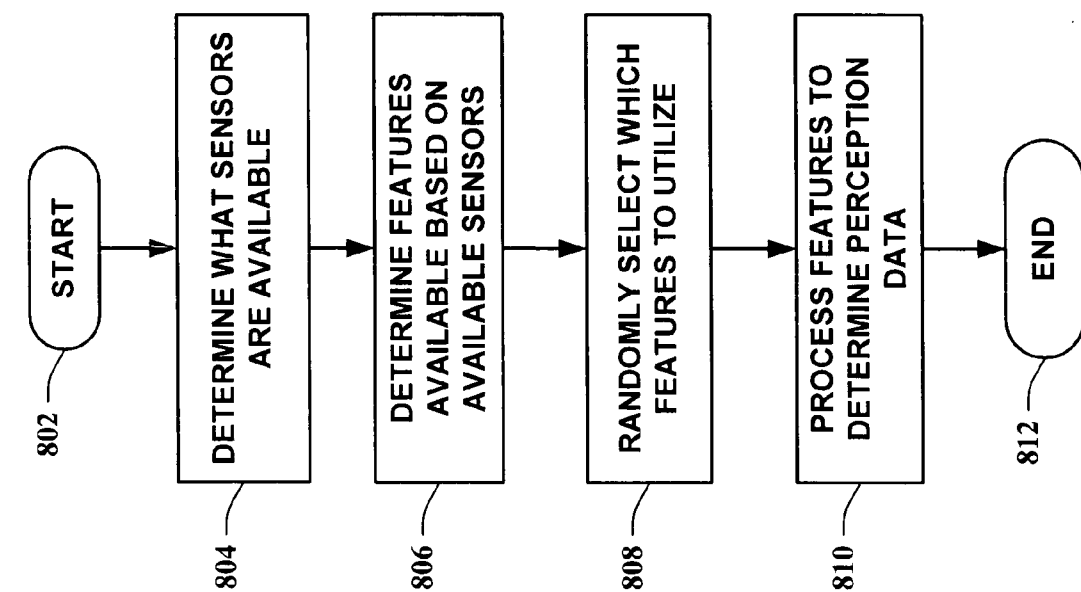 START
802
DETERMINE WHAT SENSORS
ARE AVAILABLE
804
DETERMINE FEATURES
AVAILABLE BASED ON
AVAILABLE SENSORS
806
RANDOMLY SELECT WHICH
FEATURES TO UTILIZE
808
PROCESS FEATURES TO
DETERMINE PERCEPTION
DATA
810
END
812